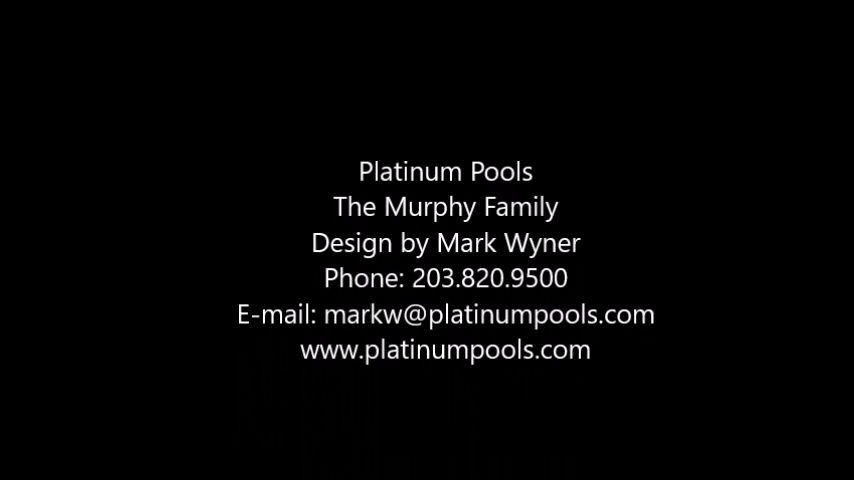 Platinum Pools
The Murphy Family
Design by Mark Wyner
Phone: 203.820.9500
E-mail: markw@platinumpools.com
www.platinumpools.com